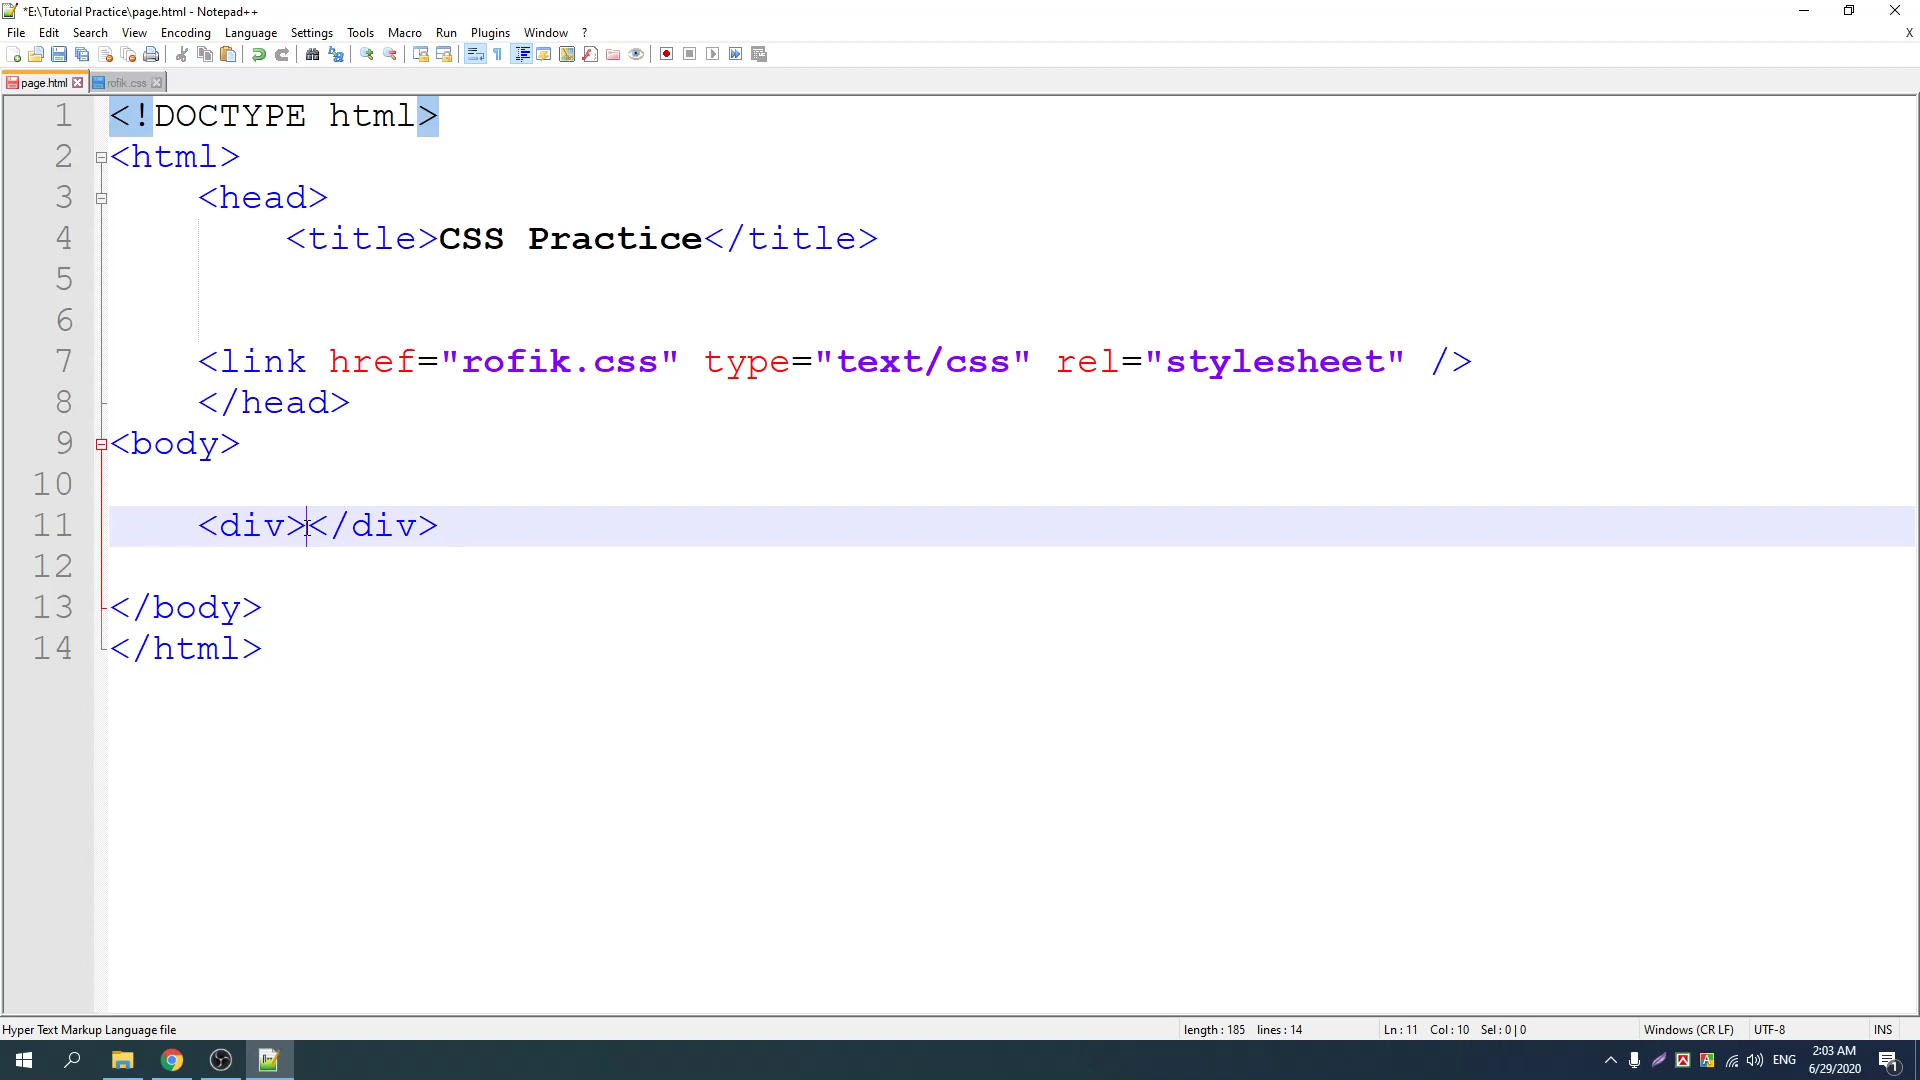 *E:\Tutorial Practice\page.html - Notepad++
File Edit Search View Encoding Language Settings Tools Macro Run Plugins Window ? X
page.html rofik.css
1 <!DOCTYPE html>
2 <html>
3 <head>
4 <title>CSS Practice</title>
5
6
7 <link href="rofik.css" type="text/css" rel="stylesheet" />
8 </head>
9 <body>
10
11 <div></div>
12
13 </body>
14 </html>
Hyper Text Markup Language file length : 185 lines : 14 Ln : 11 Col : 10 Sel : 0 | 0 Windows (CR LF) UTF-8 INS
ENG 2:03 AM 1
6/29/2020